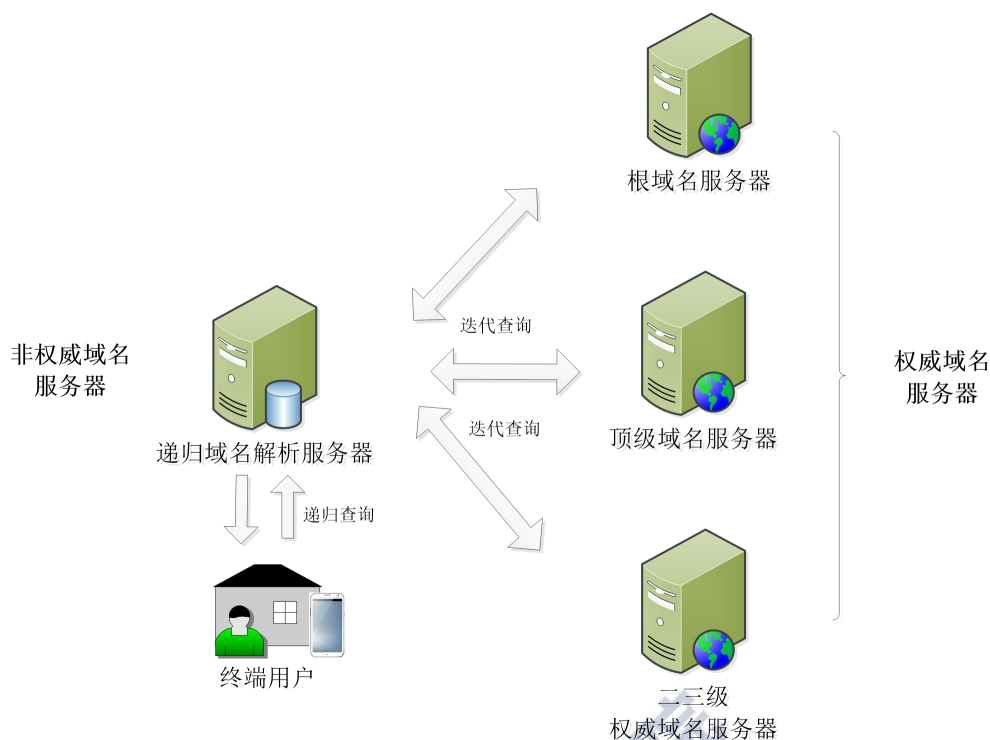 根域名服务器
迭代查询
非权威域名
服务器
权威域名
服务器
迭代查询
顶级域名服务器
递归域名解析服务器
递归查询
终端用户
二三级
权威域名服务器